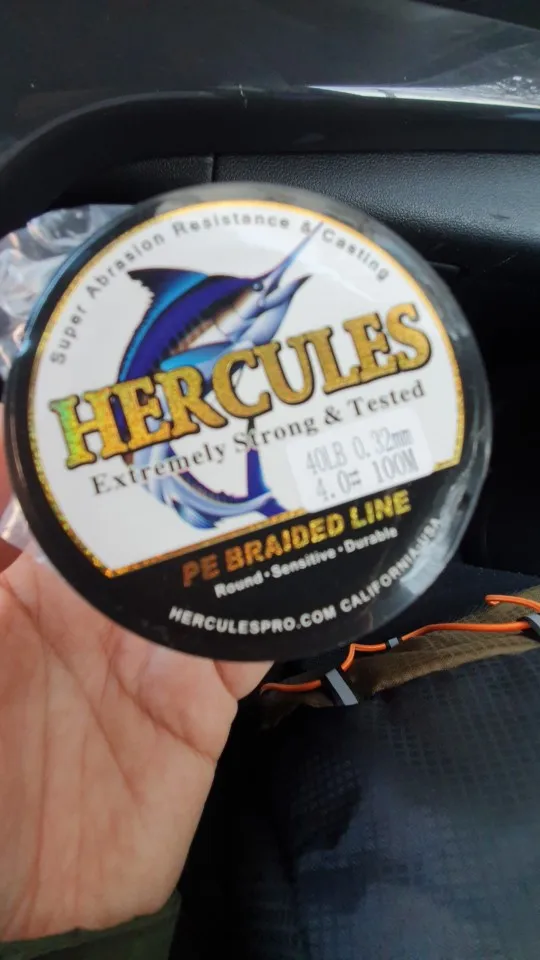 Super Abrasion Resistance & Casting
HERCULES
Extremely Strong & Tested
40LB 0.32mm
4.0# 100M
PE BRAIDED LINE
Round • Sensitive • Durable
HERCULESPRO.COM CALIFORNIA USA